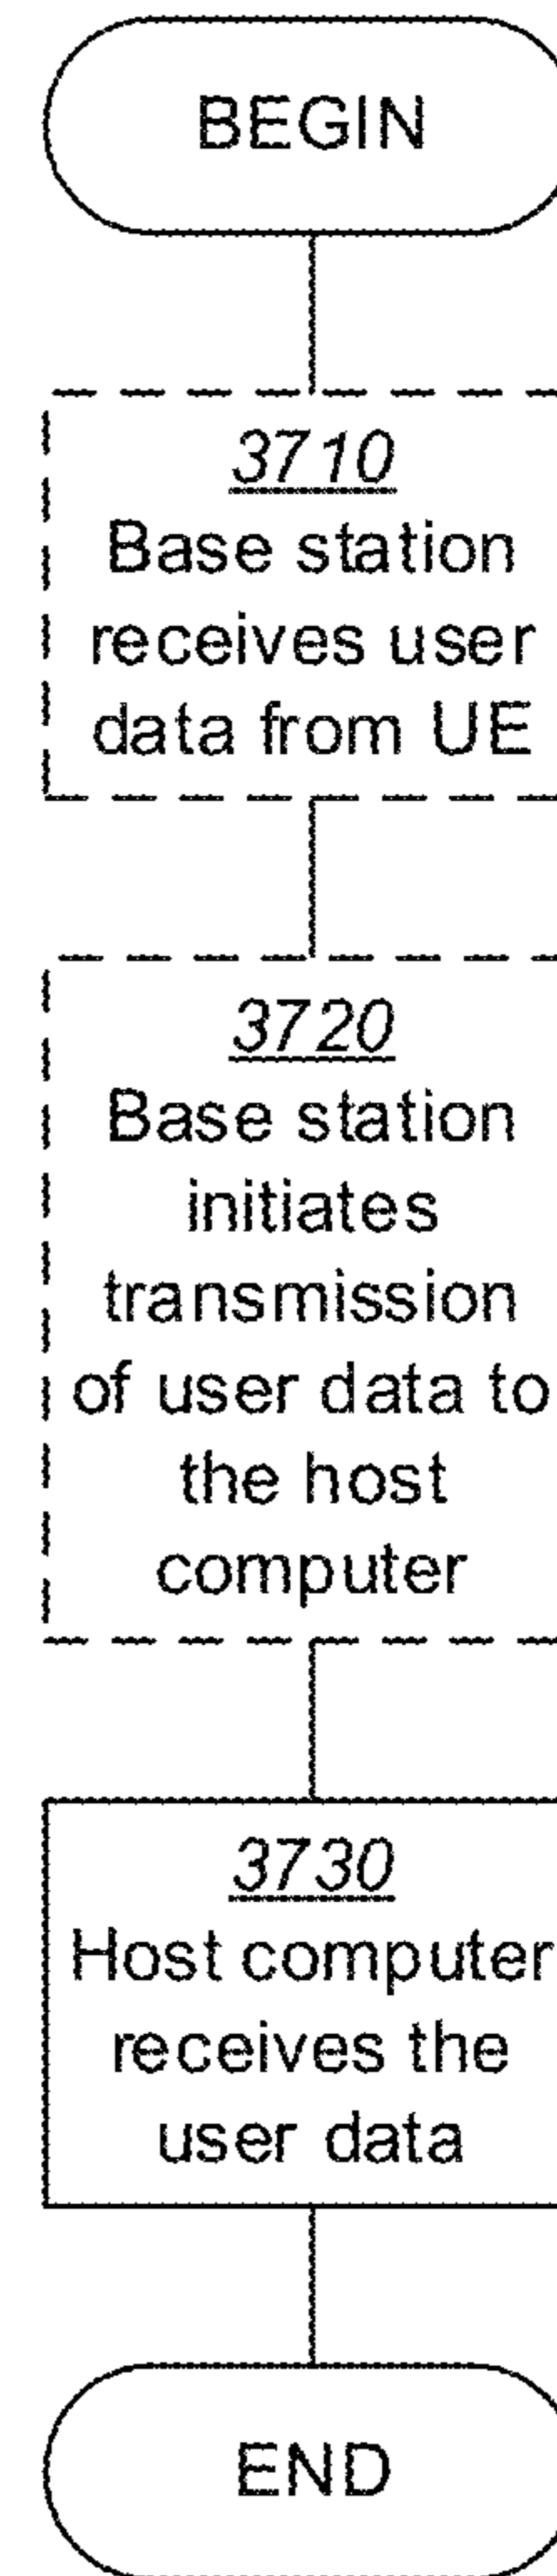 BEGIN
3710
Base station
receives user
data from UE
3720
Base station
initiates
transmission
of user data to
the host
computer
3730
Host computer
receives the
user data
END